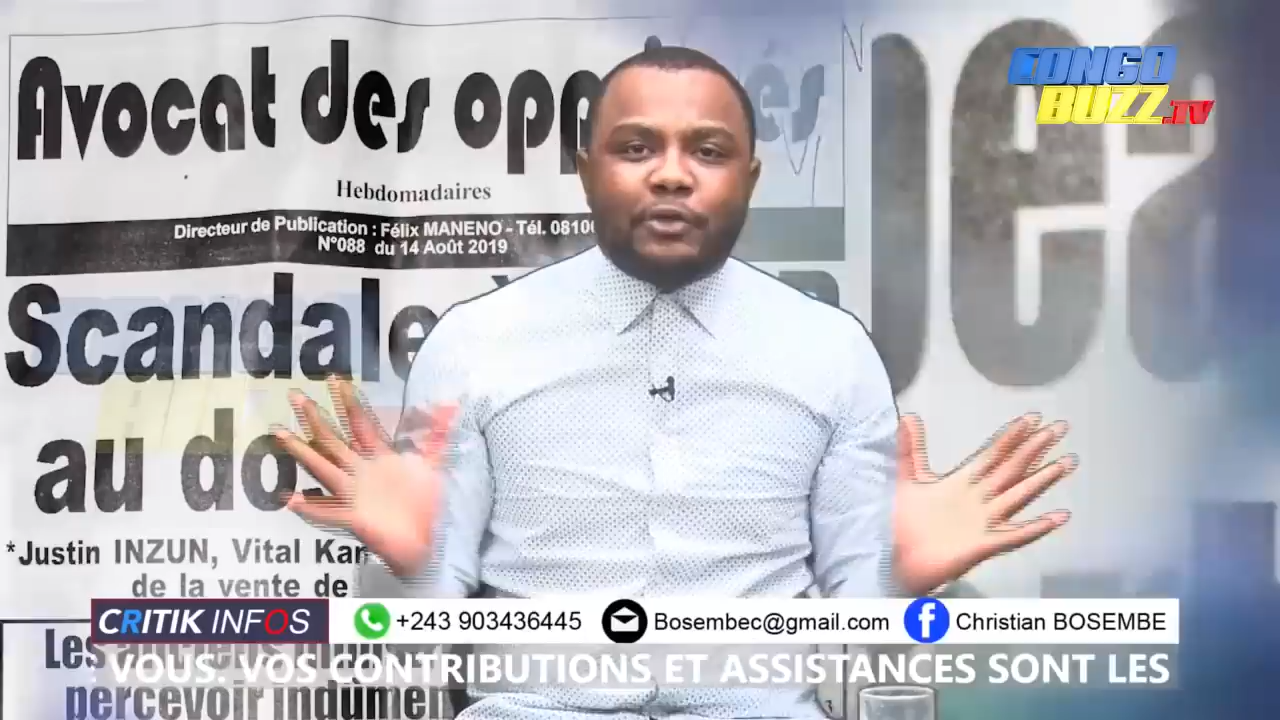 Avocat des opp és
Hebdomadaires
Directeur de Publication : Félix MANENO - Tél. 08100
N°088 du 14 Août 2019
CONGO
BUZZ.TV
Scandale
au do
*Justin INZUN, Vital Kam
de la vente de
CRITIK INFOS
+243 903436445
Bosembec@gmail.com
Christian BOSEMBE
VOUS. VOS CONTRIBUTIONS ET ASSISTANCES SONT LES
percevoir indûmen